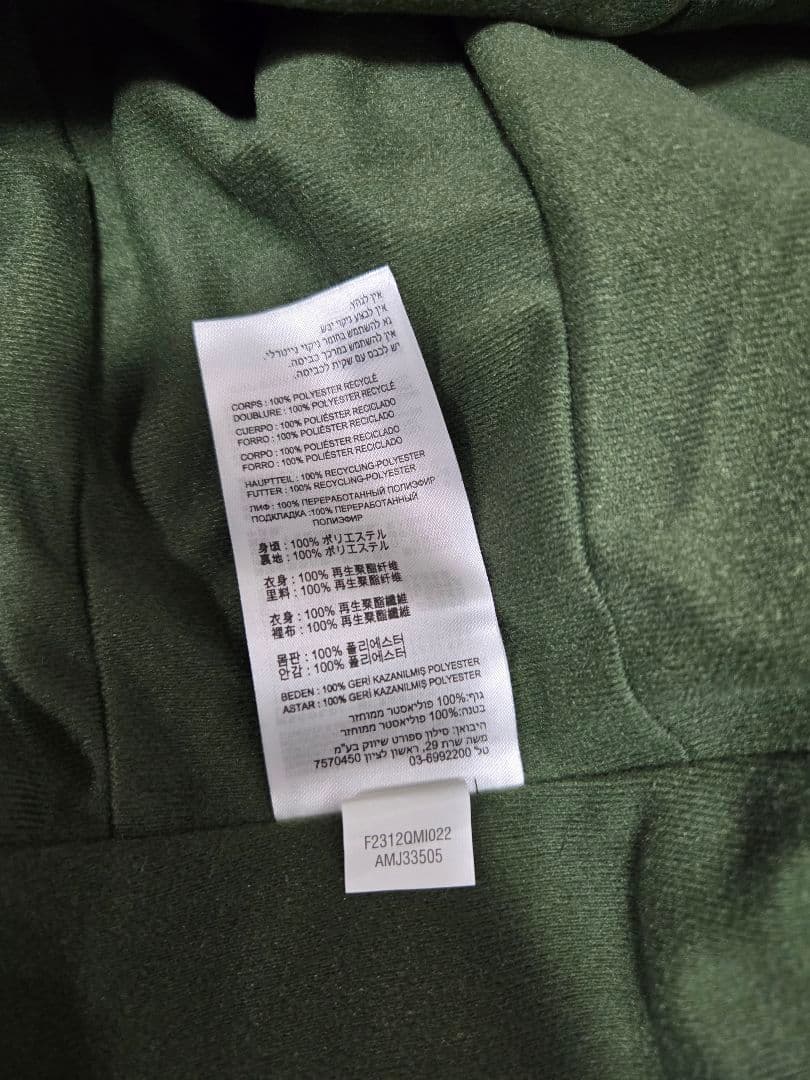 אין לגהץ.
אין לבצע ניקוי יבש.
נא להשתמש בחומר ניקוי נייטורלי.
אין להשתמש במרכך כביסה.
יש לכבס עם שקית לכביסה.
CORPS : 100% POLYESTER RECYCLÉ
DOUBLURE : 100% POLYESTER RECYCLÉ
CUERPO : 100% POLIÉSTER RECICLADO
FORRO : 100% POLIÉSTER RECICLADO
CORPO : 100% POLIÉSTER RECICLADO
FORRO : 100% POLIÉSTER RECICLADO
HAUPTTEIL : 100% RECYCLING-POLYESTER
FUTTER : 100% RECYCLING-POLYESTER
ЛИФ : 100% ПЕРЕРАБОТАННЫЙ ПОЛИЭФИР
ПОДКЛАДКА :100% ПЕРЕРАБОТАННЫЙ
ПОЛИЭФИР
身頃 : 100% ポリエステル
裏地 : 100% ポリエステル
衣身 : 100% 再生聚酯纤维
里料 : 100% 再生聚酯纤维
衣身 : 100% 再生聚酯纖維
裡布 : 100% 再生聚酯纖維
몸판 : 100% 폴리에스터
안감 : 100% 폴리에스터
BEDEN : 100% GERİ KAZANILMIŞ POLYESTER
ASTAR : 100% GERİ KAZANILMIŞ POLYESTER
גוף:100% פוליאסטר ממוחזר
בטנה:100% פוליאסטר ממוחזר
היבואן: סילון ספורט שיווק בע"מ
משה שרת 29, ראשון לציון 7570450
טל' 03-6992200
F2312QMI022
AMJ33505